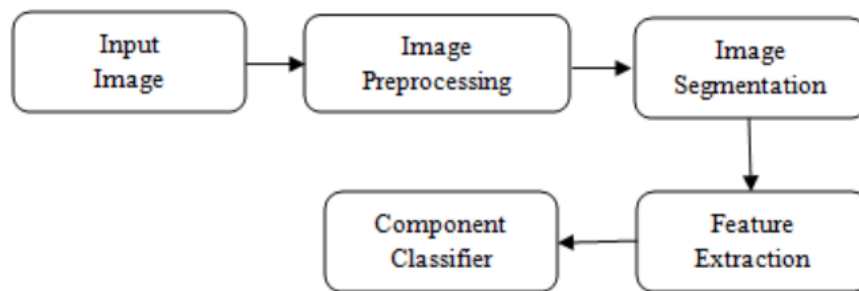 Input
Image
Image
Preprocessing
Image
Segmentation
Feature
Extraction
Component
Classifier